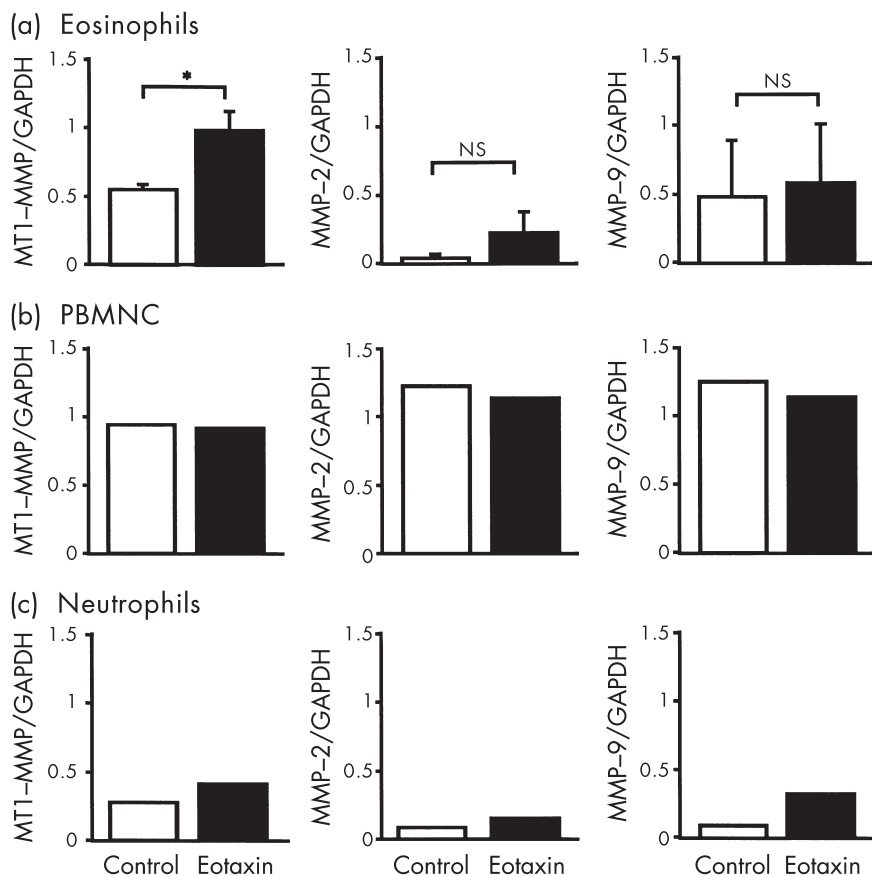 (a) Eosinophils
MT1–MMP/GAPDH
1.5
1
0.5
0
*
MMP–2/GAPDH
1.5
1
0.5
0
NS
MMP–9/GAPDH
1.5
1
0.5
0
NS
(b) PBMNC
MT1–MMP/GAPDH
1.5
1
0.5
0
MMP–2/GAPDH
1.5
1
0.5
0
MMP–9/GAPDH
1.5
1
0.5
0
(c) Neutrophils
MT1–MMP/GAPDH
1.5
1
0.5
0
Control Eotaxin
MMP–2/GAPDH
1.5
1
0.5
0
Control Eotaxin
MMP–9/GAPDH
1.5
1
0.5
0
Control Eotaxin